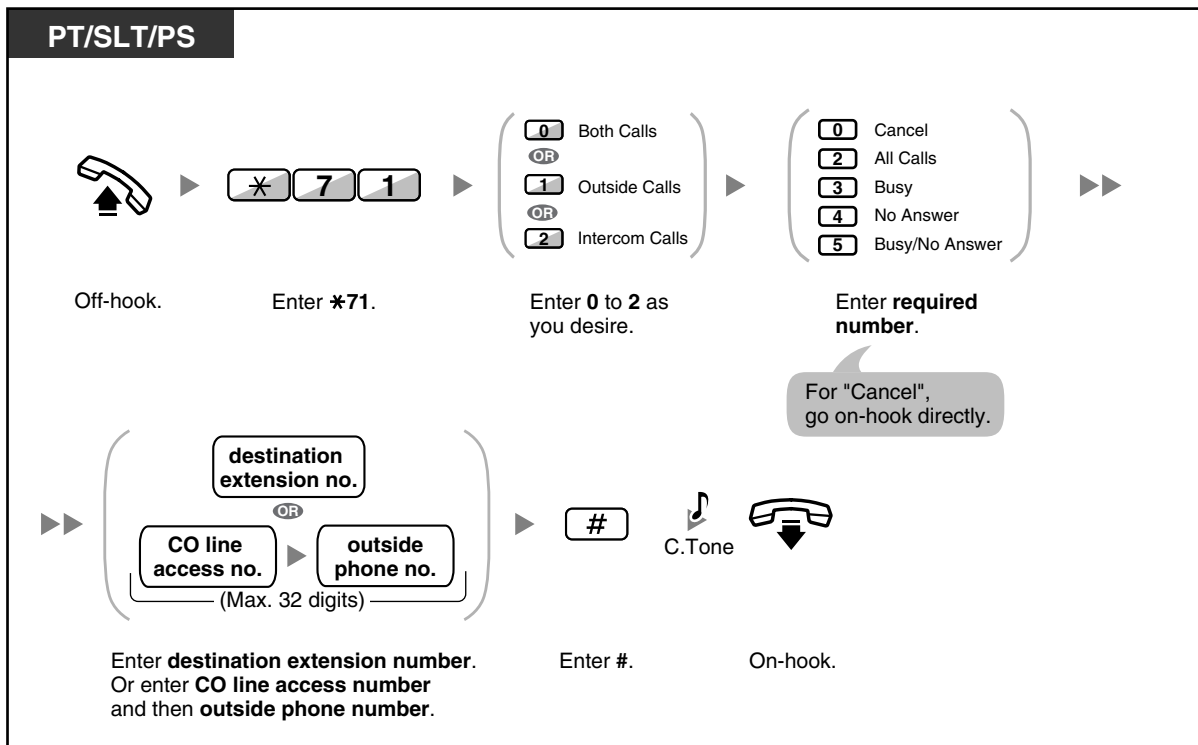 PT/SLT/PS
* 7 1
0 Both Calls
OR
1 Outside Calls
OR
2 Intercom Calls
0 Cancel
2 All Calls
3 Busy
4 No Answer
5 Busy/No Answer
Off-hook.
Enter *71.
Enter 0 to 2 as
you desire.
Enter required
number.
For "Cancel",
go on-hook directly.
destination
extension no.
OR
CO line
access no.
outside
phone no.
(Max. 32 digits)
#
C.Tone
Enter destination extension number.
Or enter CO line access number
and then outside phone number.
Enter #.
On-hook.